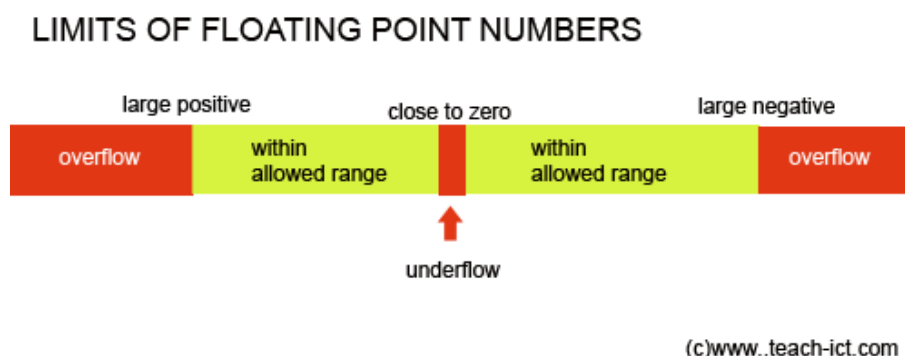 LIMITS OF FLOATING POINT NUMBERS
large positive
close to zero
large negative
overflow
within
allowed range
within
allowed range
overflow
underflow
(c)www..teach-ict.com